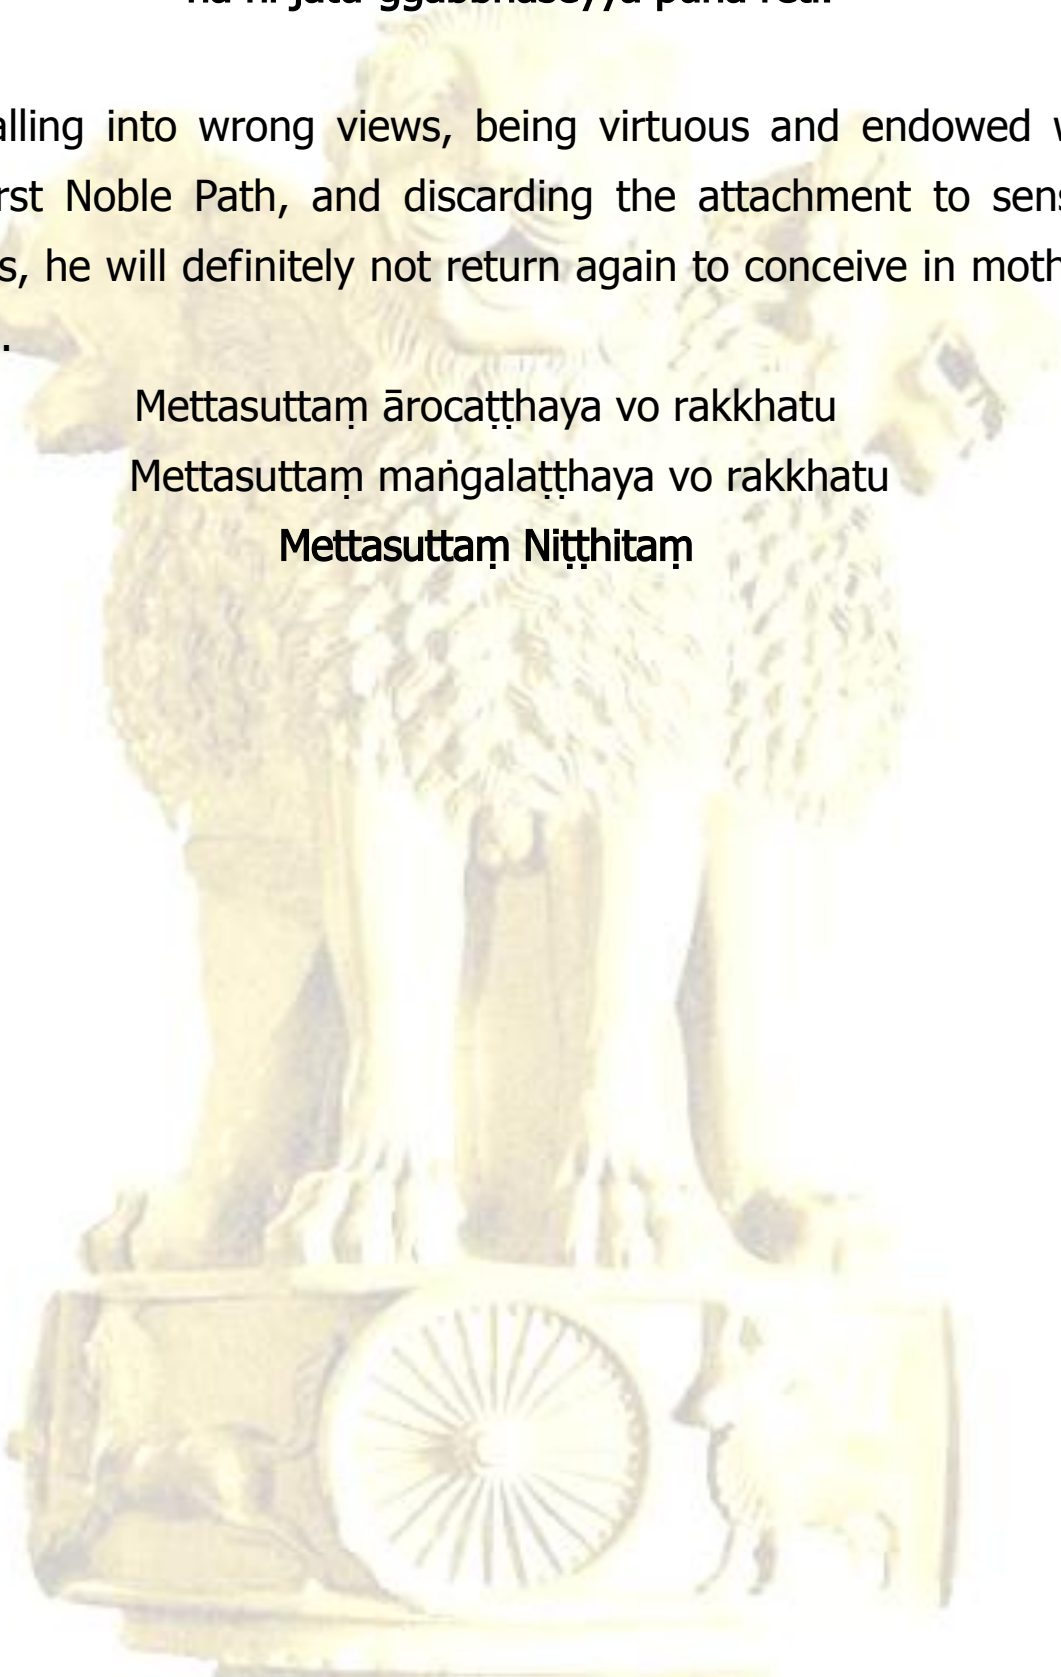 alling into wrong views, being virtuous and endowed
rst Noble Path, and discarding the attachment to sens
s, he will definitely not return again to conceive in moth
.
Mettasuttaṃ ārocaṭṭhaya vo rakkhatu
Mettasuttaṃ maṅgalaṭṭhaya vo rakkhatu
Mettasuttaṃ Niṭṭhitaṃ